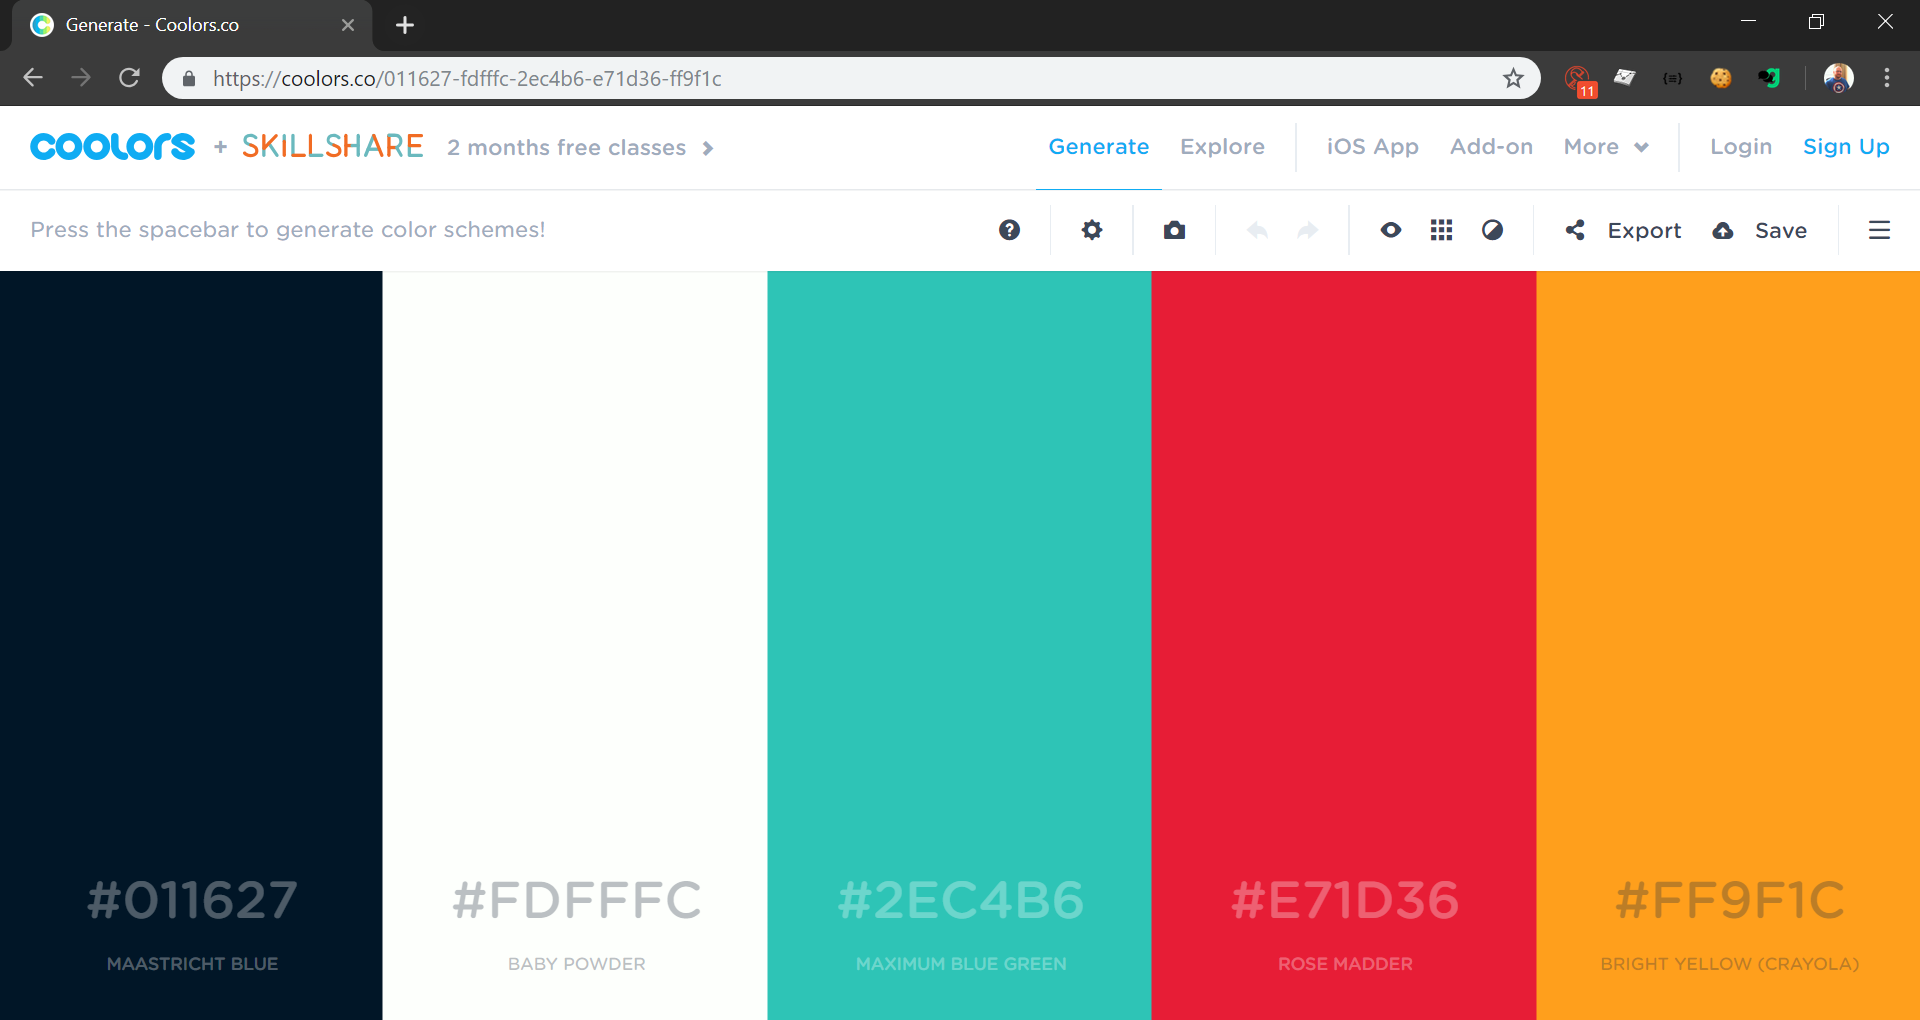 Generate - Coolors.co
https://coolors.co/011627-fdfffc-2ec4b6-e71d36-ff9f1c
11
coolors + SKILLSHARE 2 months free classes
Generate Explore iOS App Add-on More Login Sign Up
Press the spacebar to generate color schemes!
Export Save
#011627 #FDFFFC #2EC4B6 #E71D36 #FF9F1C
MAASTRICHT BLUE BABY POWDER MAXIMUM BLUE GREEN ROSE MADDER BRIGHT YELLOW (CRAYOLA)